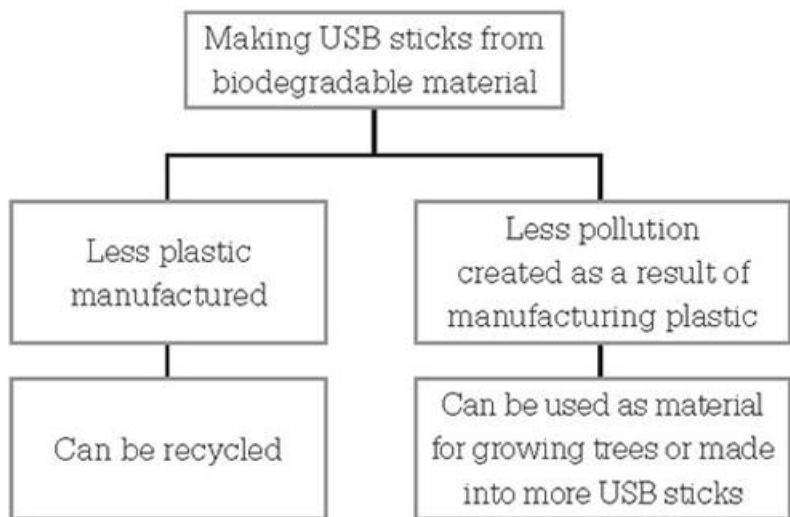 Making USB sticks from
biodegradable material
Less plastic
manufactured
Less pollution
created as a result of
manufacturing plastic
Can be recycled
Can be used as material
for growing trees or made
into more USB sticks